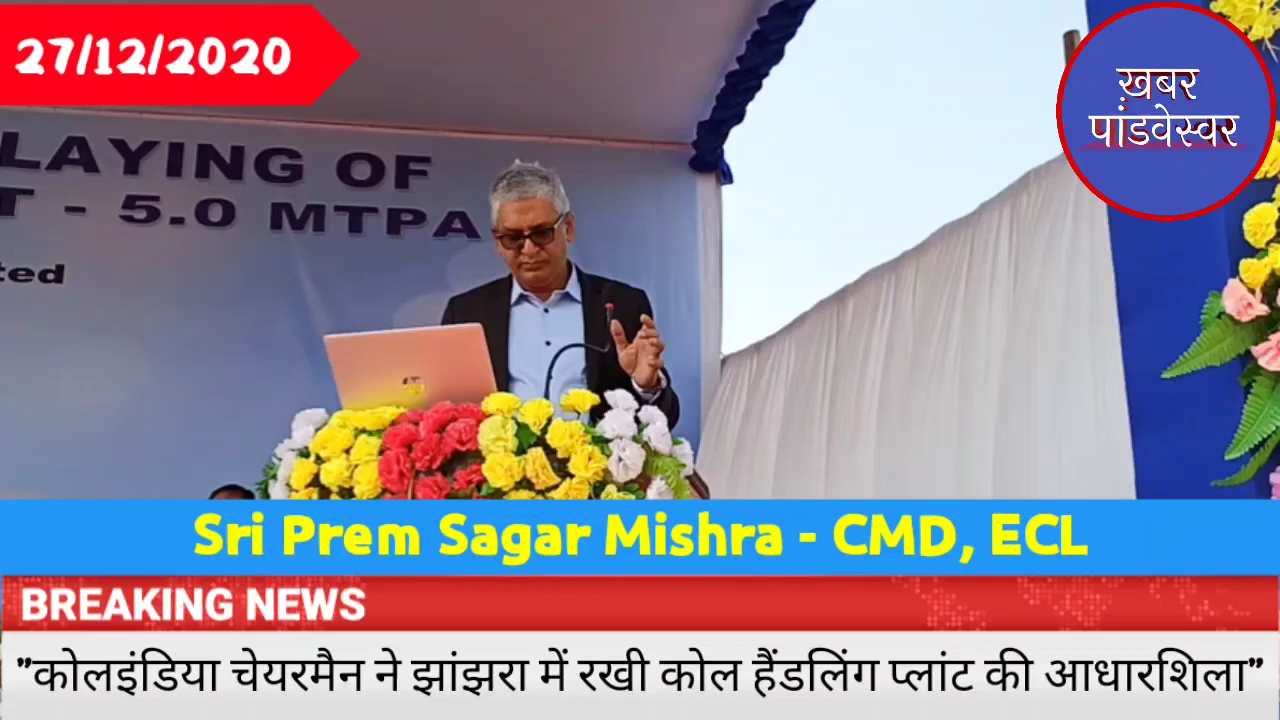 27/12/2020
ख़बर
पांडवेस्वर
LAYING OF
T - 5.0 MTPA
ted
Sri Prem Sagar Mishra - CMD, ECL
BREAKING NEWS
"कोलइंडिया चेयरमैन ने झांझरा में रखी कोल हैंडलिंग प्लांट की आधारशिला"